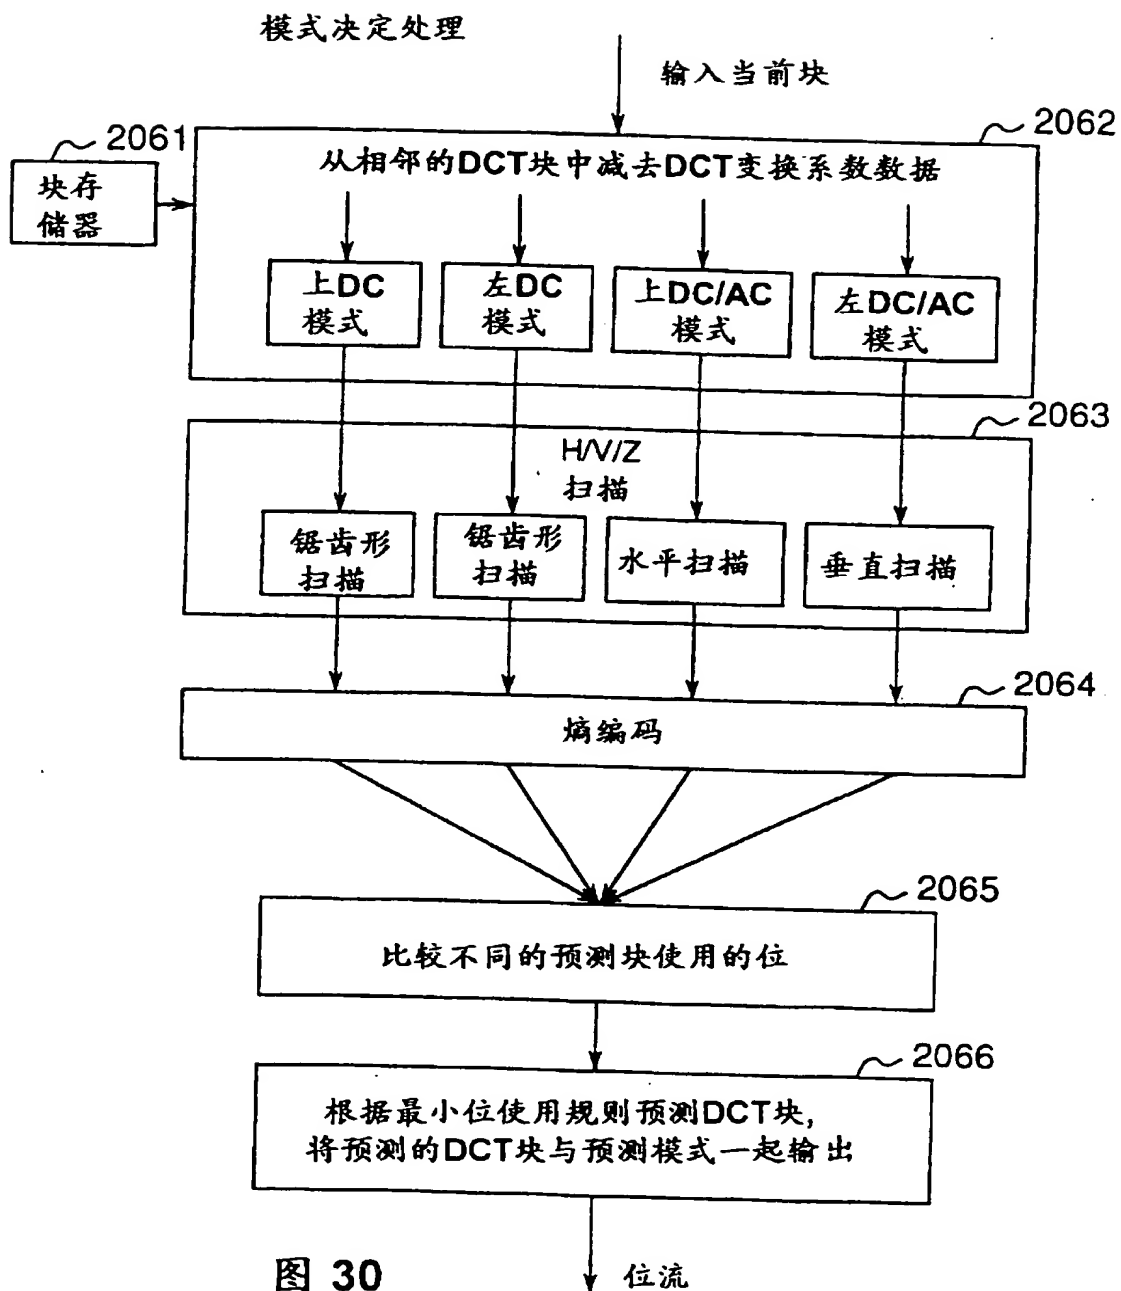 模式决定处理
输入当前块
2061
2062
块存
储器
从相邻的DCT块中减去DCT变换系数数据
上DC
模式
左DC
模式
上DC/AC
模式
左DC/AC
模式
2063
H/V/Z
扫描
锯齿形
扫描
锯齿形
扫描
水平扫描
垂直扫描
2064
熵编码
2065
比较不同的预测块使用的位
2066
根据最小位使用规则预测DCT块,
将预测的DCT块与预测模式一起输出
图 30
位流